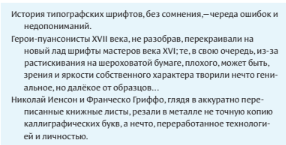 История типографских шрифтов, без сомнения,—череда ошибок и
недопониманий.
Герои-пуансонисты XVII века, не разобрав, перекраивали на
новый лад шрифты мастеров века XVI; те, в свою очередь, из-за
растискивания на шероховатой бумаге, плохого, может быть,
зрения и яркости собственного характера творили нечто гени-
альное, но далёкое от образцов…
Николай Иенсон и Франческо Гриффо, глядя в аккуратно пере-
писанные книжные листы, резали в металле не точную копию
каллиграфических букв, а нечто, переработанное технологи-
ей и личностью.